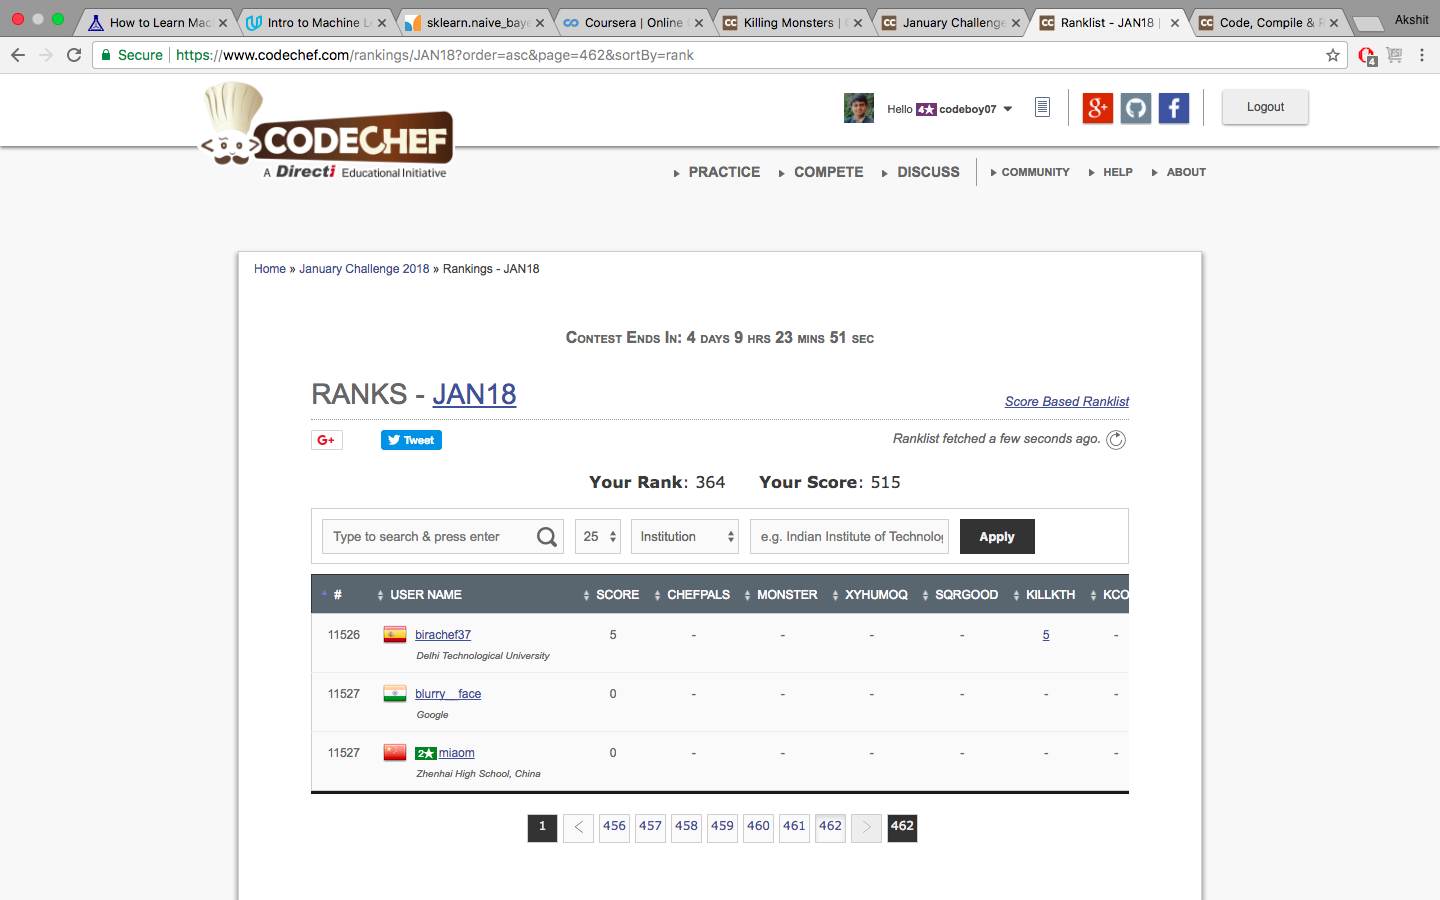 How to Learn Mac
Intro to Machine Le
sklearn.naive_baye
Coursera | Online
Killing Monsters |
January Challenge
Ranklist - JAN18 |
Code, Compile & R
Akshit
Secure https://www.codechef.com/rankings/JAN18?order=asc&page=462&sortBy=rank
4
CODECHEF
A Directi Educational Initiative
Hello 4★ codeboy07
Logout
PRACTICE COMPETE DISCUSS COMMUNITY HELP ABOUT
Home » January Challenge 2018 » Rankings - JAN18
Contest Ends In: 4 days 9 hrs 23 mins 51 sec
RANKS - JAN18
Score Based Ranklist
G+
Tweet
Ranklist fetched a few seconds ago.
Your Rank: 364 Your Score: 515
Type to search & press enter 25 Institution e.g. Indian Institute of Technolog Apply
# USER NAME SCORE CHEFPALS MONSTER XYHUMOQ SQRGOOD KILLKTH KCO
11526 birachef37 5 - - - - 5 -
Delhi Technological University
11527 blurry__face 0 - - - - - -
Google
11527 2★ miaom 0 - - - - - -
Zhenhai High School, China
1 < 456 457 458 459 460 461 462 > 462